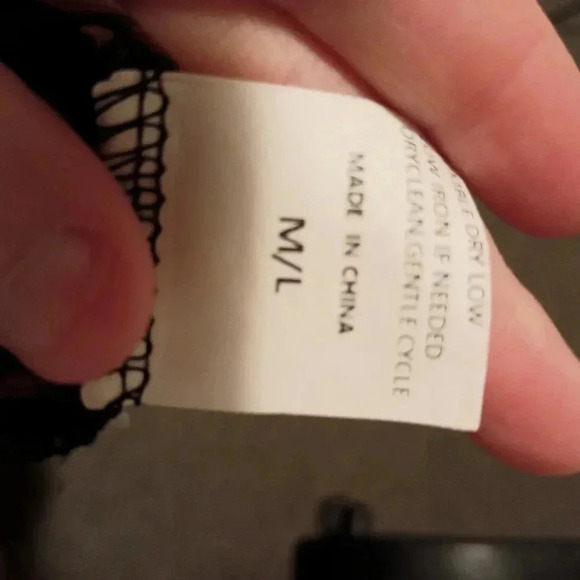 DRY LOW
IRON IF NEEDED
DRYCLEAN GENTLE CYCLE
MADE IN CHINA
M/L